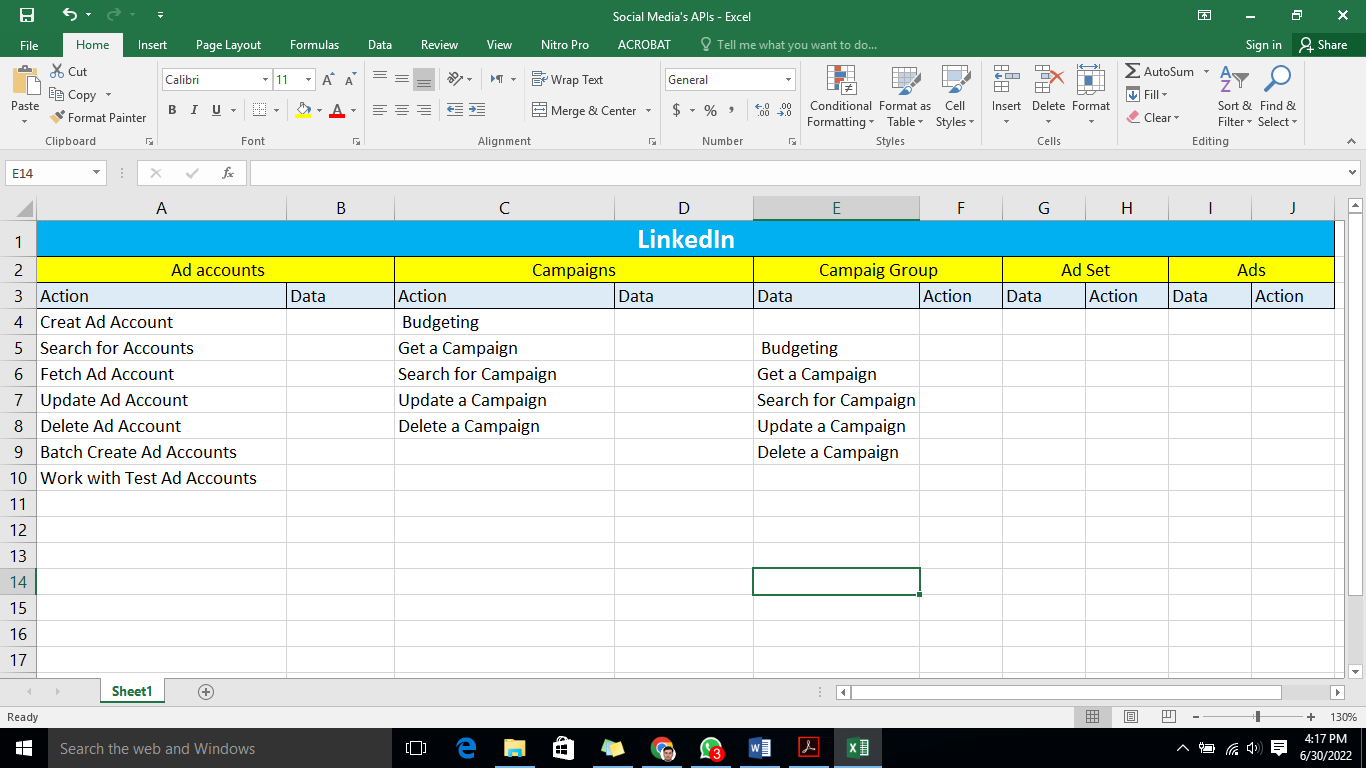 Social Media's APIs - Excel
File Home Insert Page Layout Formulas Data Review View Nitro Pro ACROBAT Tell me what you want to do... Sign in Share
Paste
Cut
Copy
Format Painter
Clipboard
Calibri 11
A A
B I U A
Font
Wrap Text
Merge & Center
Alignment
General
$ % ,
.0 .00
.00 .0
Number
Conditional Formatting
Format as Table
Cell Styles
Styles
Insert Delete Format
Cells
AutoSum
Fill
Clear
Sort & Filter
Find & Select
Editing
E14 fx
A B C D E F G H I J
1 LinkedIn
2 Ad accounts Campaigns Campaig Group Ad Set Ads
3 Action Data Action Data Data Action Data Action Data Action
4 Creat Ad Account Budgeting
5 Search for Accounts Get a Campaign Budgeting
6 Fetch Ad Account Search for Campaign Get a Campaign
7 Update Ad Account Update a Campaign Search for Campaign
8 Delete Ad Account Delete a Campaign Update a Campaign
9 Batch Create Ad Accounts Delete a Campaign
10 Work with Test Ad Accounts
11
12
13
14
15
16
17
Sheet1
Ready 130%
Search the web and Windows 3 4:17 PM
6/30/2022